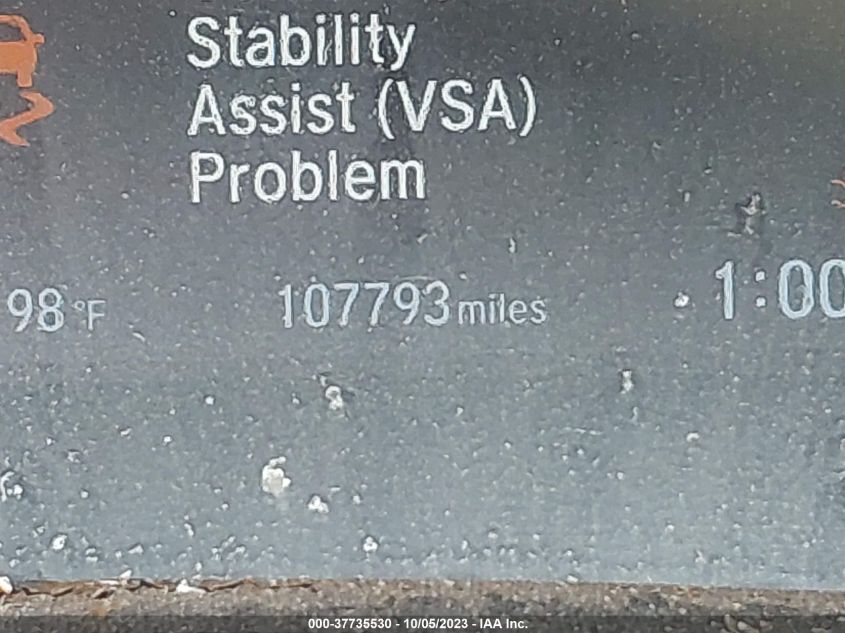 Stability
Assist (VSA)
Problem
98°F 107793 miles 1:00
000-37735530 - 10/05/2023 - IAA Inc.